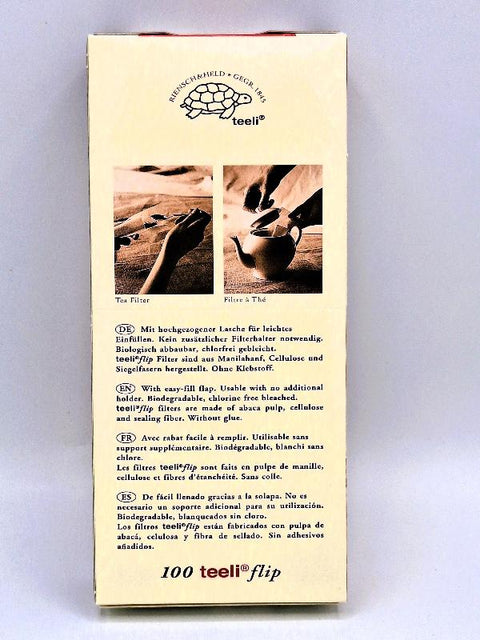 RIENSCH&HELD • GEGR. 1845
teeli®
Tea Filter
Filtre à Thé
DE Mit hochgezogener Lasche für leichtes
Einfüllen. Kein zusätzlicher Filterhalter notwendig.
Biologisch abbaubar, chlorfrei gebleicht.
teeli®flip Filter sind aus Manilahanf, Cellulose und
Siegelfasern hergestellt. Ohne Klebstoff.
EN With easy-fill flap. Usable with no additional
holder. Biodegradable, chlorine free bleached.
teeli®flip filters are made of abaca pulp, cellulose
and sealing fiber. Without glue.
FR Avec rabat facile à remplir. Utilisable sans
support supplémentaire. Biodégradable, blanchi sans
chlore.
Les filtres teeli®flip sont faits en pulpe de manille,
cellulose et fibres d'étanchéité. Sans colle.
ES De fácil llenado gracias a la solapa. No es
necesario un soporte adicional para su utilización.
Biodegradable, blanqueados sin cloro.
Los filtros teeli®flip están fabricados con pulpa de
abacá, celulosa y fibra de sellado. Sin adhesivos
añadidos.
100 teeli®flip